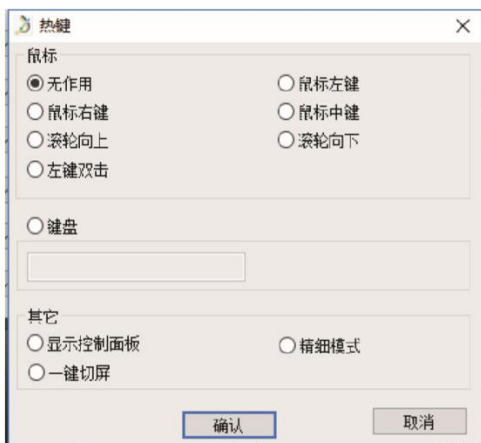 热键
鼠标
无作用 鼠标左键
鼠标右键 鼠标中键
滚轮向上 滚轮向下
左键双击
键盘
其它
显示控制面板 精细模式
一键切屏
确认 取消